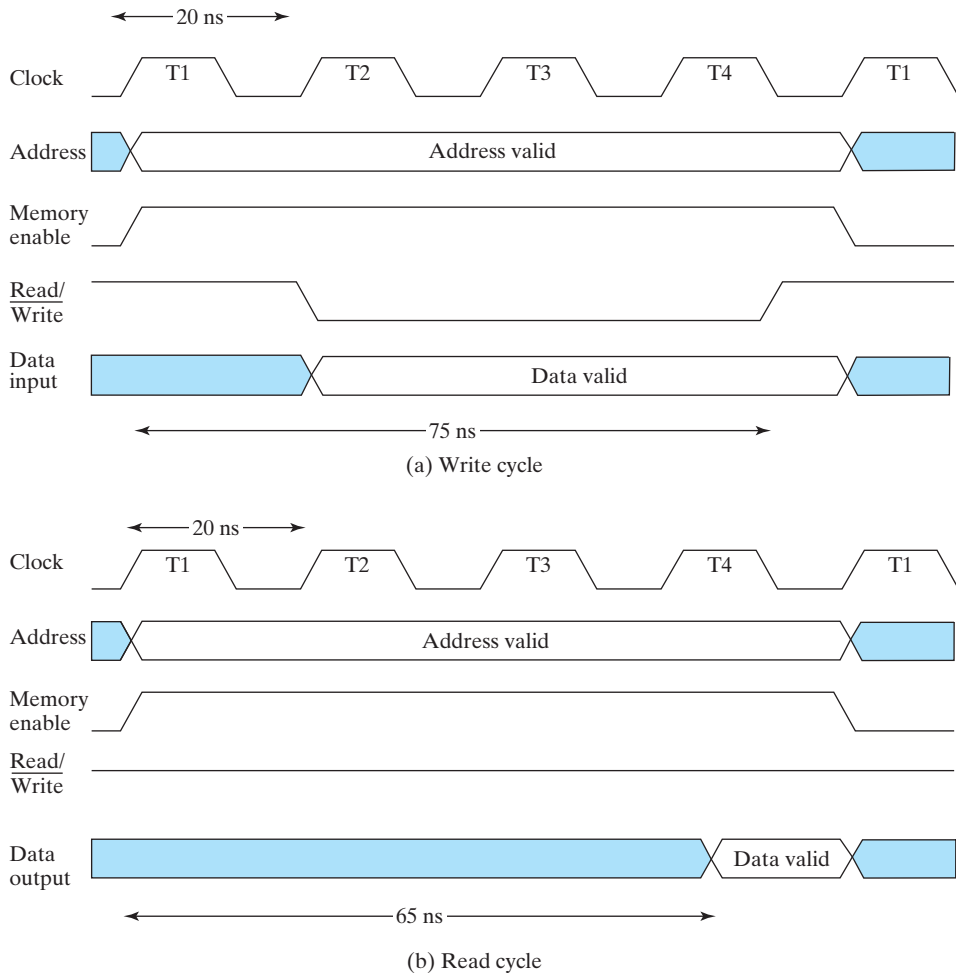 20 ns
Clock T1 T2 T3 T4 T1
Address Address valid
Memory
enable
Read/
Write
Data
input Data valid
75 ns
(a) Write cycle
20 ns
Clock T1 T2 T3 T4 T1
Address Address valid
Memory
enable
Read/
Write
Data
output Data valid
65 ns
(b) Read cycle